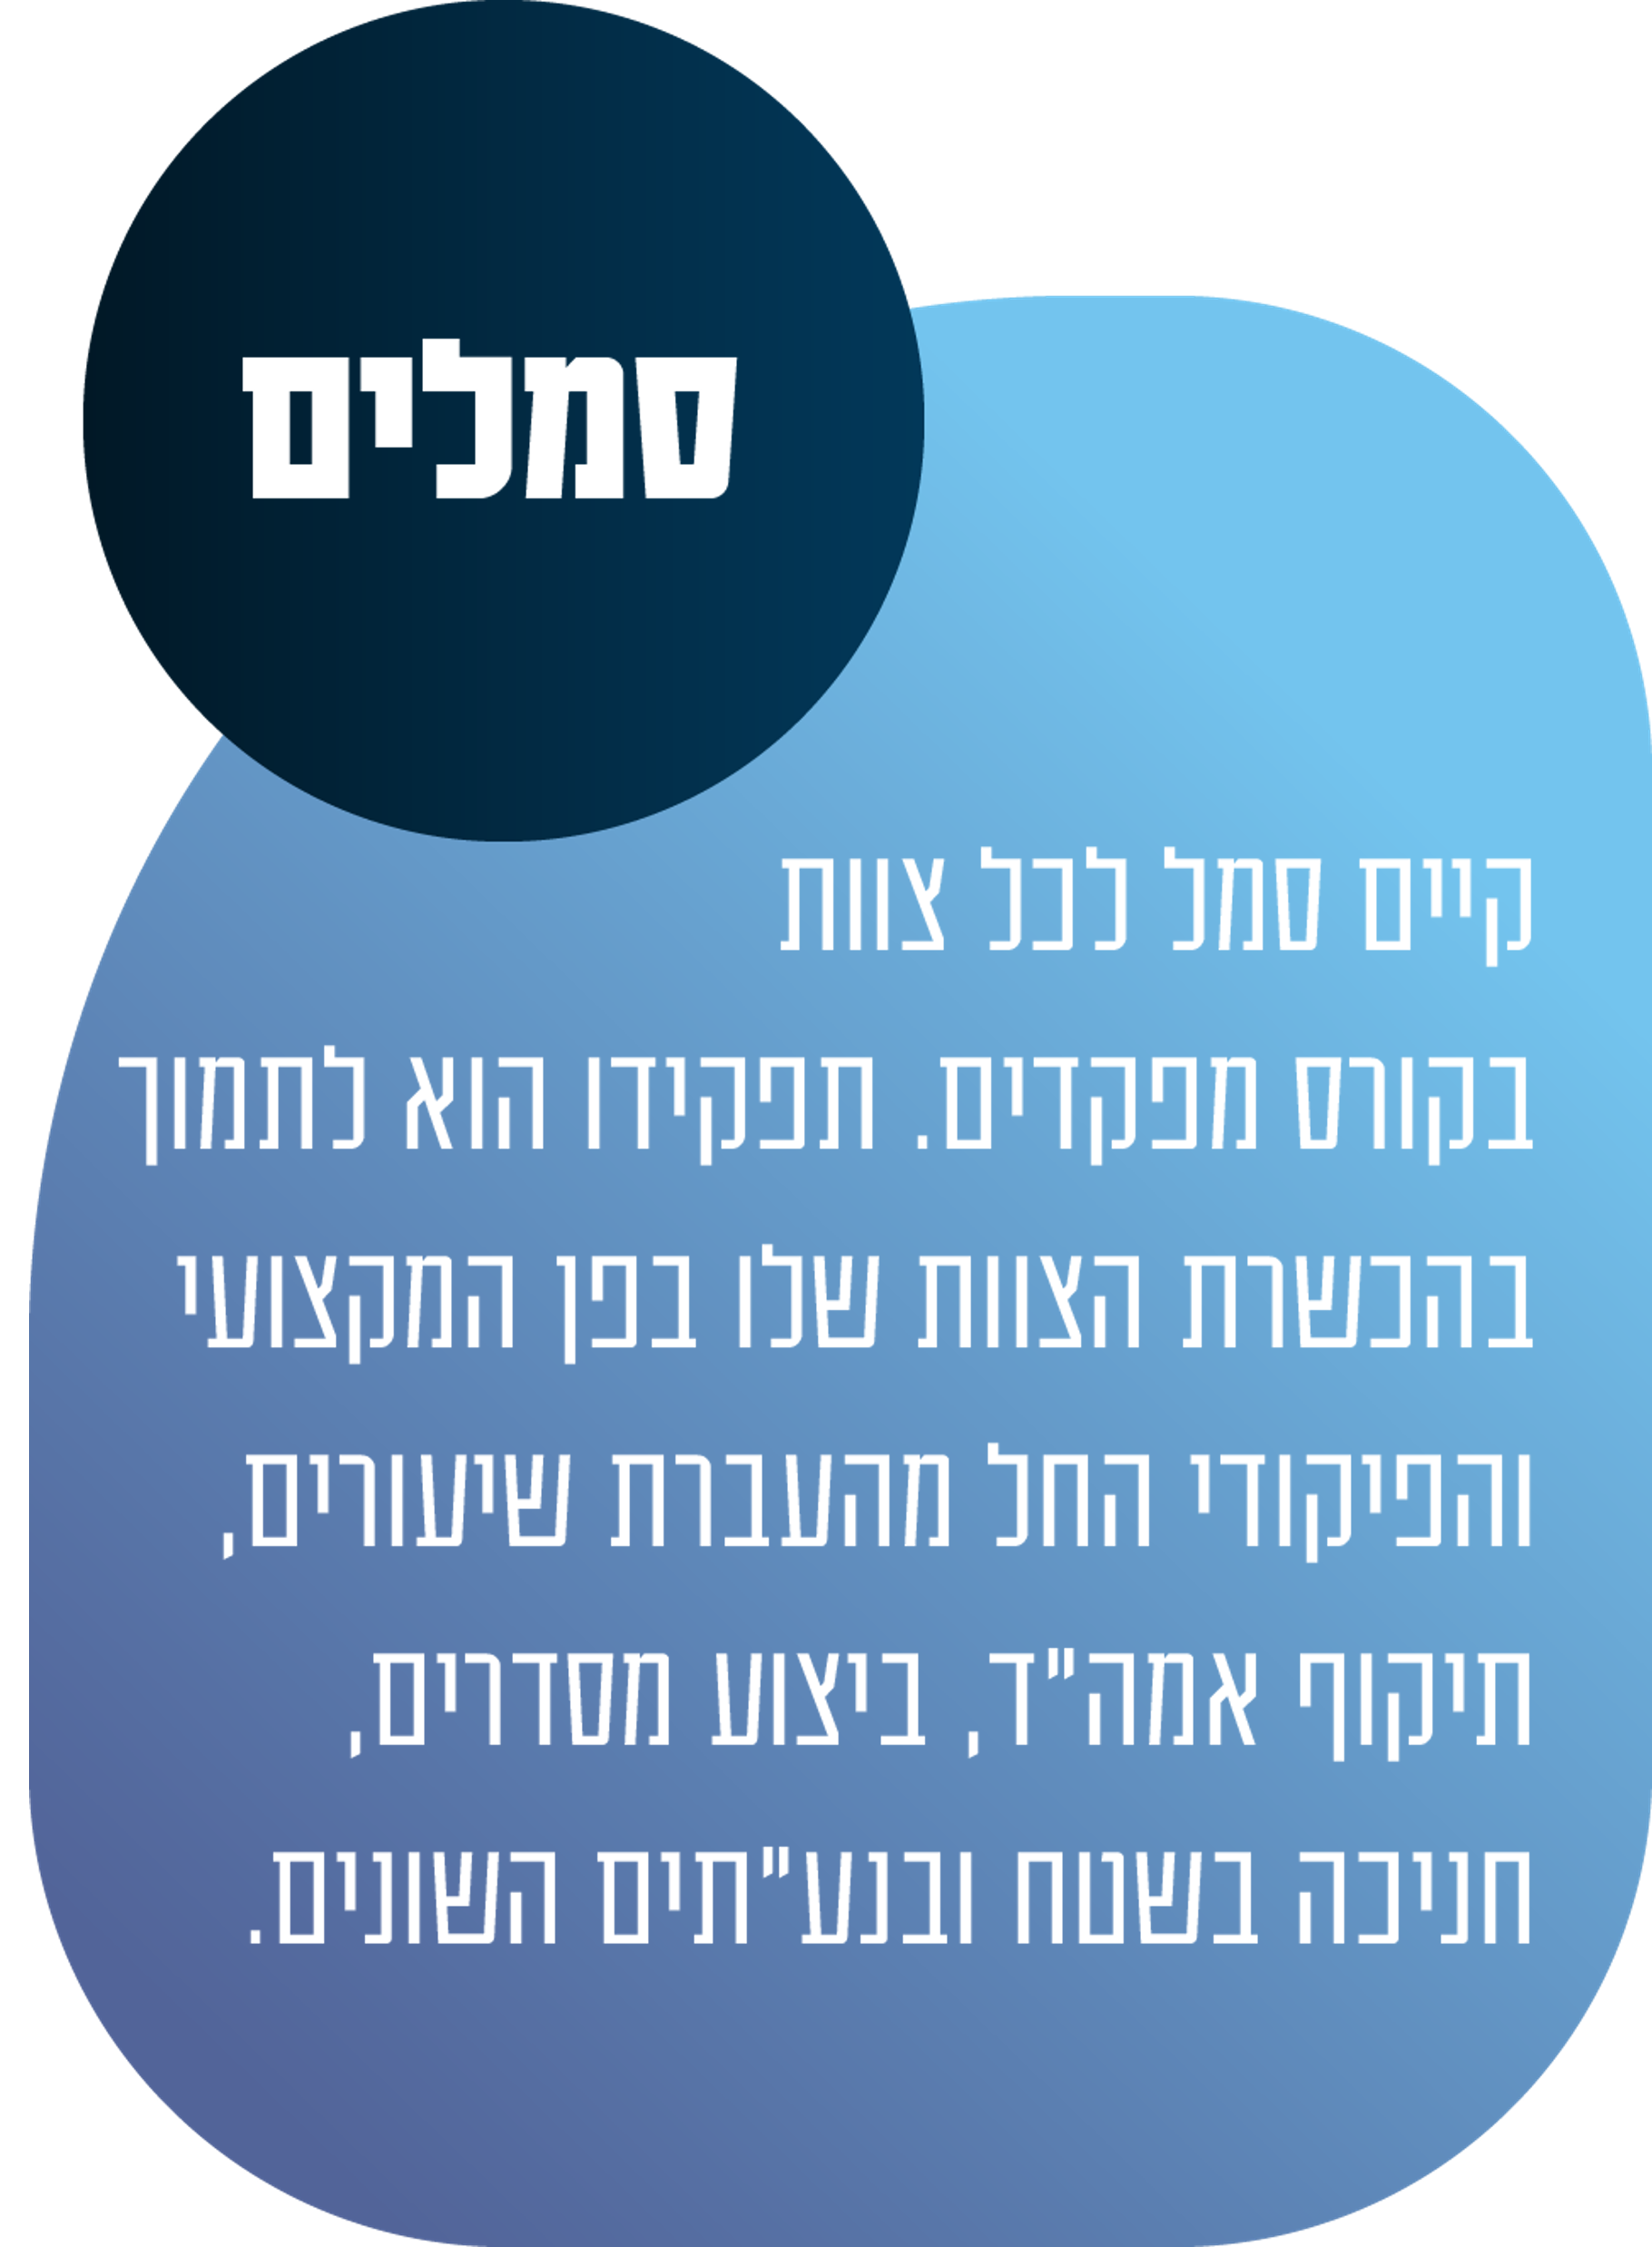 סמלים
קיים סמל לכל צוות
בקורס מפקדים. תפקידו הוא לתמוך
בהכשרת הצוות שלו בפן המקצועי
והפיקודי החל מהעברת שיעורים,
תיקוף אמה"ד, ביצוע מסדרים,
חניכה בשטח ובנע"תים השונים.